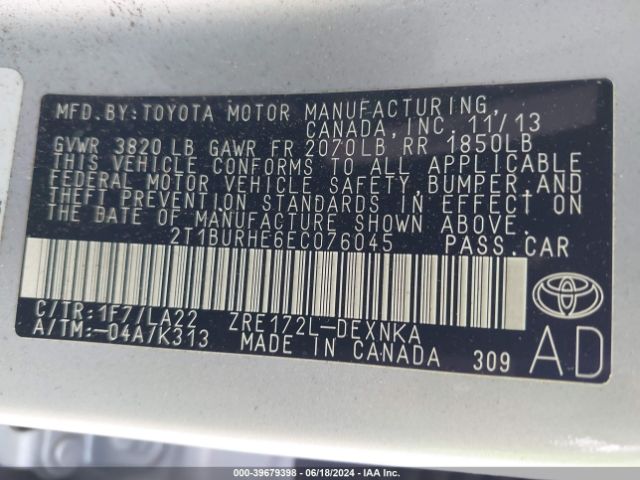 MFD. BY: TOYOTA MOTOR MANUFACTURING,
CANADA, INC. 11/13
GVWR 3820 LB GAWR FR 2070LB, RR 1850LB
THIS VEHICLE CONFORMS TO ALL APPLICABLE
FEDERAL MOTOR VEHICLE SAFETY, BUMPER, AND
THEFT PREVENTION STANDARDS IN EFFECT ON
THE DATE OF MANUFACTURE SHOWN ABOVE.
2T1BURHE6EC076045 PASS. CAR
C/TR: 1F7/LA22 ZRE172L-DEXNKA
A/TM:-04A/K313 MADE IN CANADA 309
AD
000-39679398 - 06/18/2024 - IAA Inc.